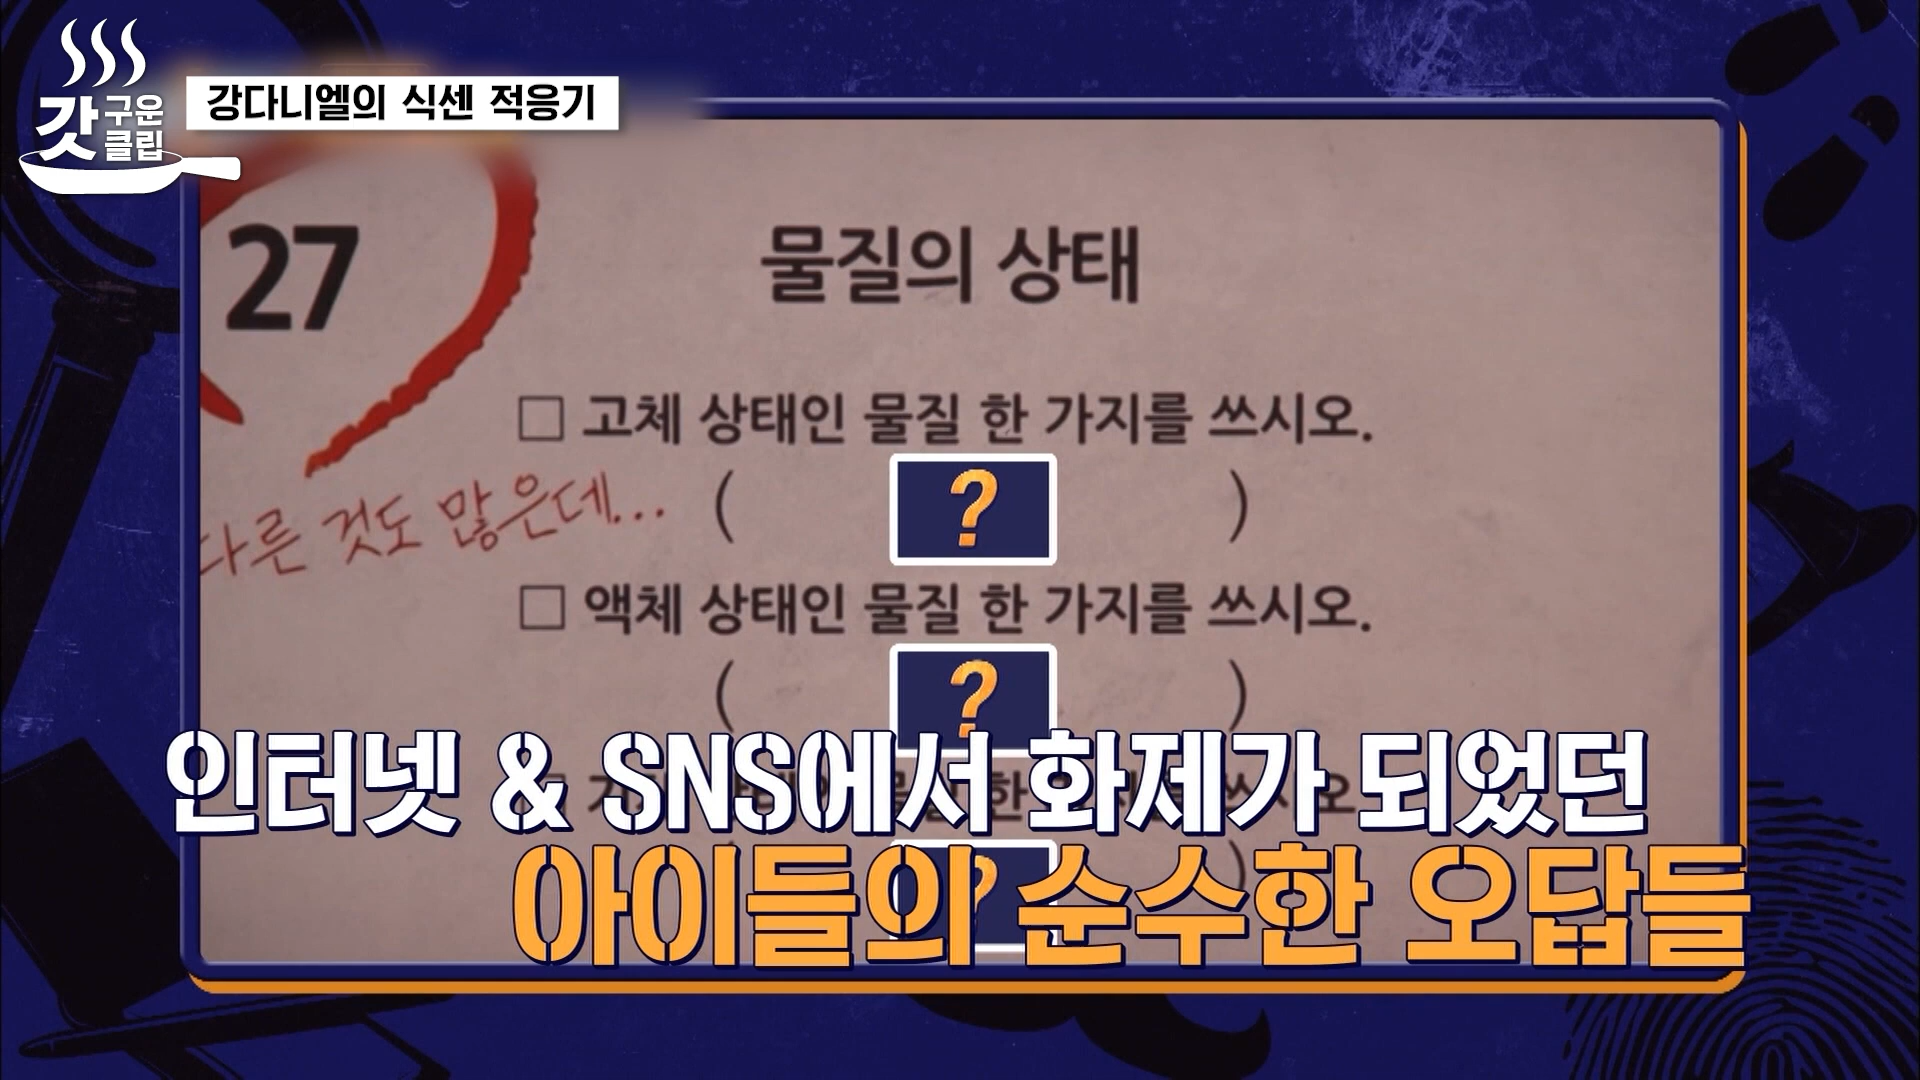 갓구운클립
강다니엘의 식센 적응기
27
물질의 상태
□ 고체 상태인 물질 한 가지를 쓰시오.
( ? )
다른 것도 많은데...
□ 액체 상태인 물질 한 가지를 쓰시오.
( ? )
인터넷 & SNS에서 화제가 되었던
아이들의 순수한 오답들